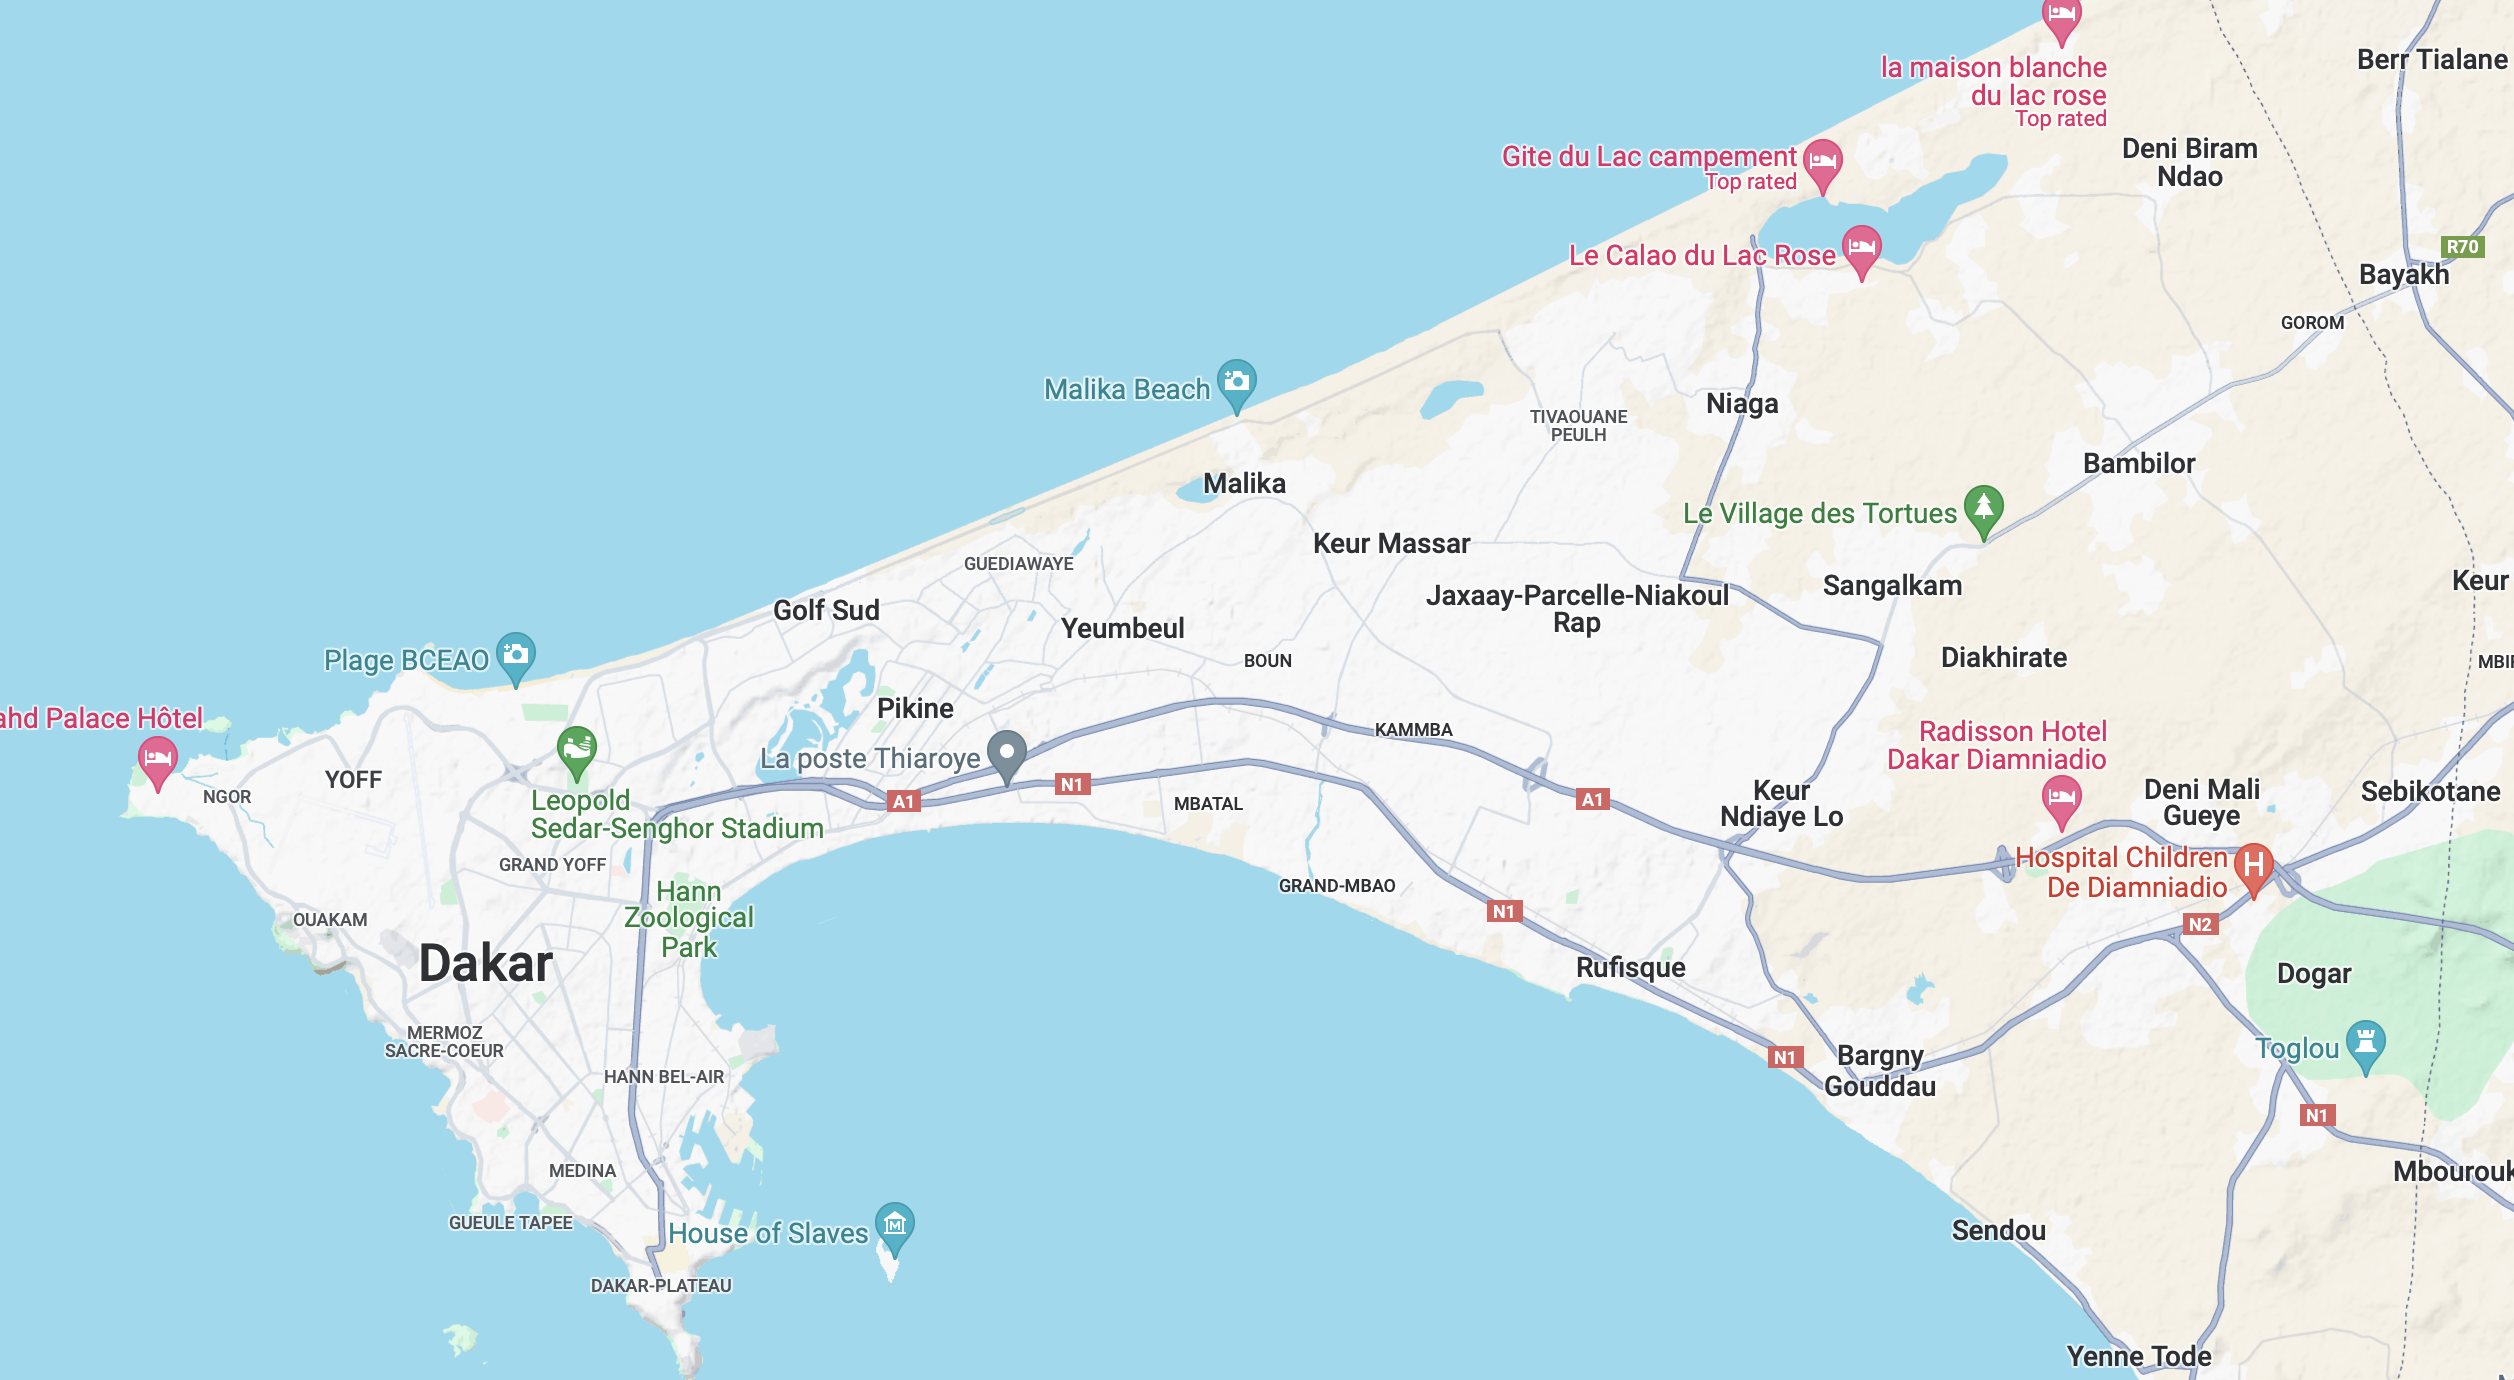 la maison blanche
du lac rose
Top rated
Berr Tialane
Deni Biram
Ndao
Gite du Lac campement
Top rated
R70
Le Calao du Lac Rose
Bayakh
GOROM
Malika Beach
TIVAOUANE
PEULH
Niaga
Bambilor
Malika
Le Village des Tortues
Keur Massar
GUEDIAWAYE
Keur
Sangalkam
Jaxaay-Parcelle-Niakoul
Rap
Golf Sud
Yeumbeul
BOUN
Diakhirate
Plage BCEAO
Pikine
ahd Palace Hôtel
KAMMBA
Radisson Hotel
Dakar Diamniadio
La poste Thiaroye
YOFF
NGOR
N1
A1
MBATAL
A1
Keur
Ndiaye Lo
Deni Mali
Gueye
Sebikotane
Leopold
Sedar-Senghor Stadium
GRAND YOFF
Hospital Children
De Diamniadio
H
Hann
Zoological
Park
GRAND-MBAO
N1
N2
OUAKAM
Dakar
Rufisque
Dogar
MERMOZ
SACRE-COEUR
HANN BEL-AIR
N1
Bargny
Gouddau
Toglou
N1
MEDINA
Mbourouk
GUEULE TAPEE
House of Slaves
M
Sendou
DAKAR-PLATEAU
Yenne Tode